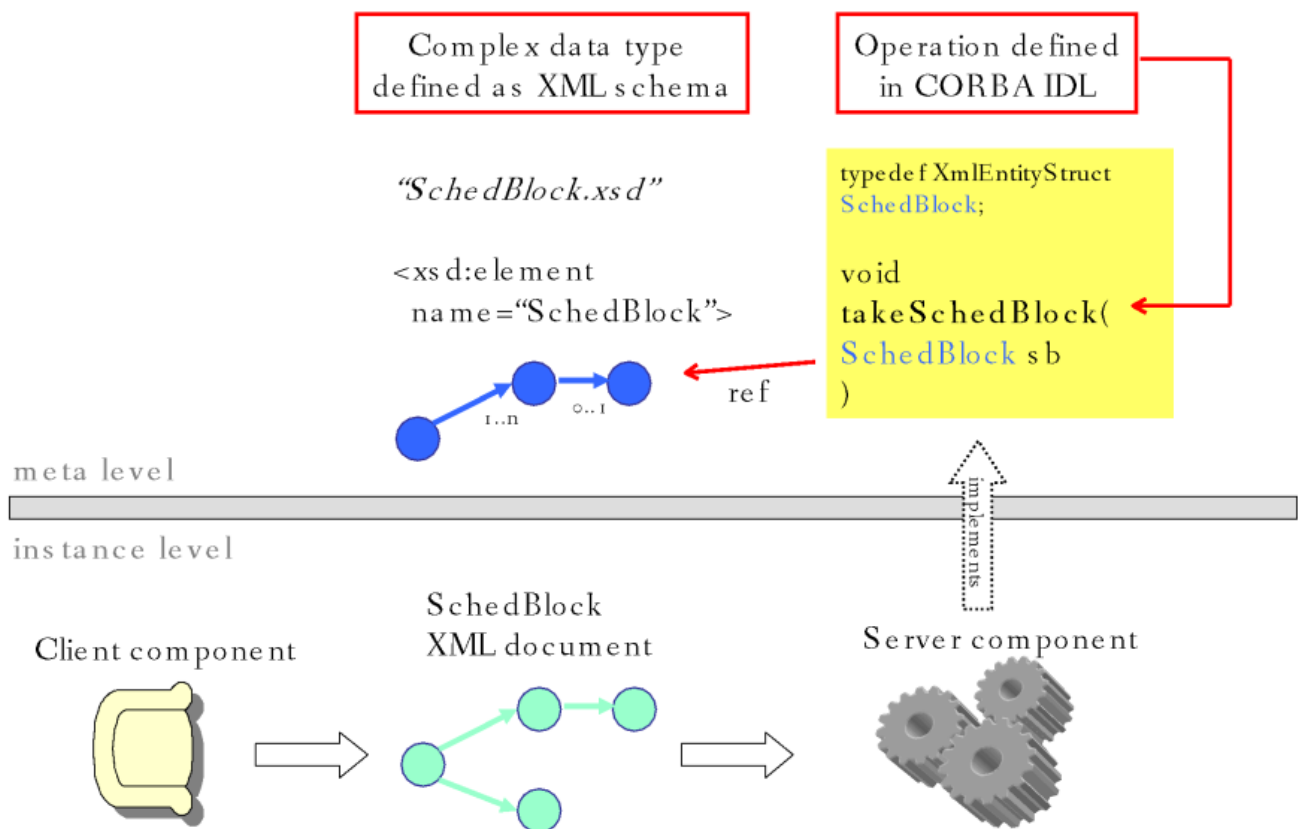 Complex data type
defined as XML schema
Operation defined
in CORBA IDL
“SchedBlock.xsd”
<xsd:element
name=“SchedBlock”>
1..n
0..1
ref
typedef XmlEntityStruct
SchedBlock;
void
takeSchedBlock(
SchedBlock sb
)
meta level
implements
instance level
Client component
SchedBlock
XML document
Server component